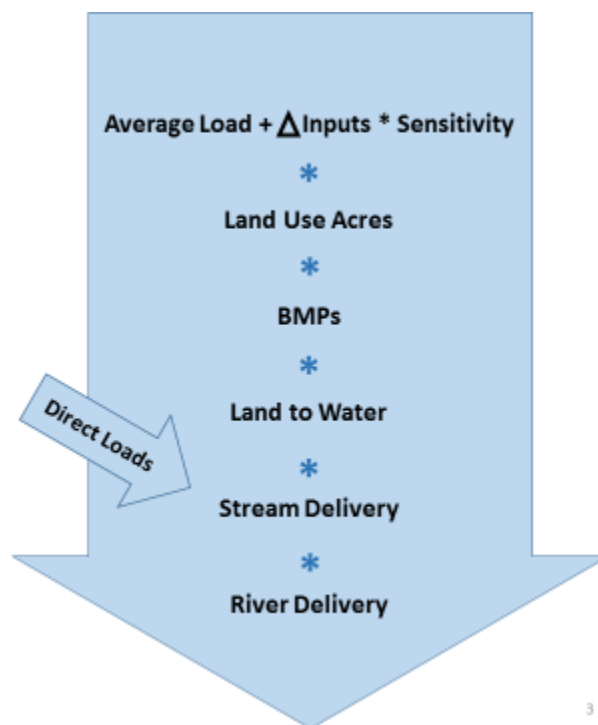 Average Load + Δ Inputs * Sensitivity
*
Land Use Acres
*
BMPs
*
Land to Water
Direct Loads
*
Stream Delivery
*
River Delivery
3